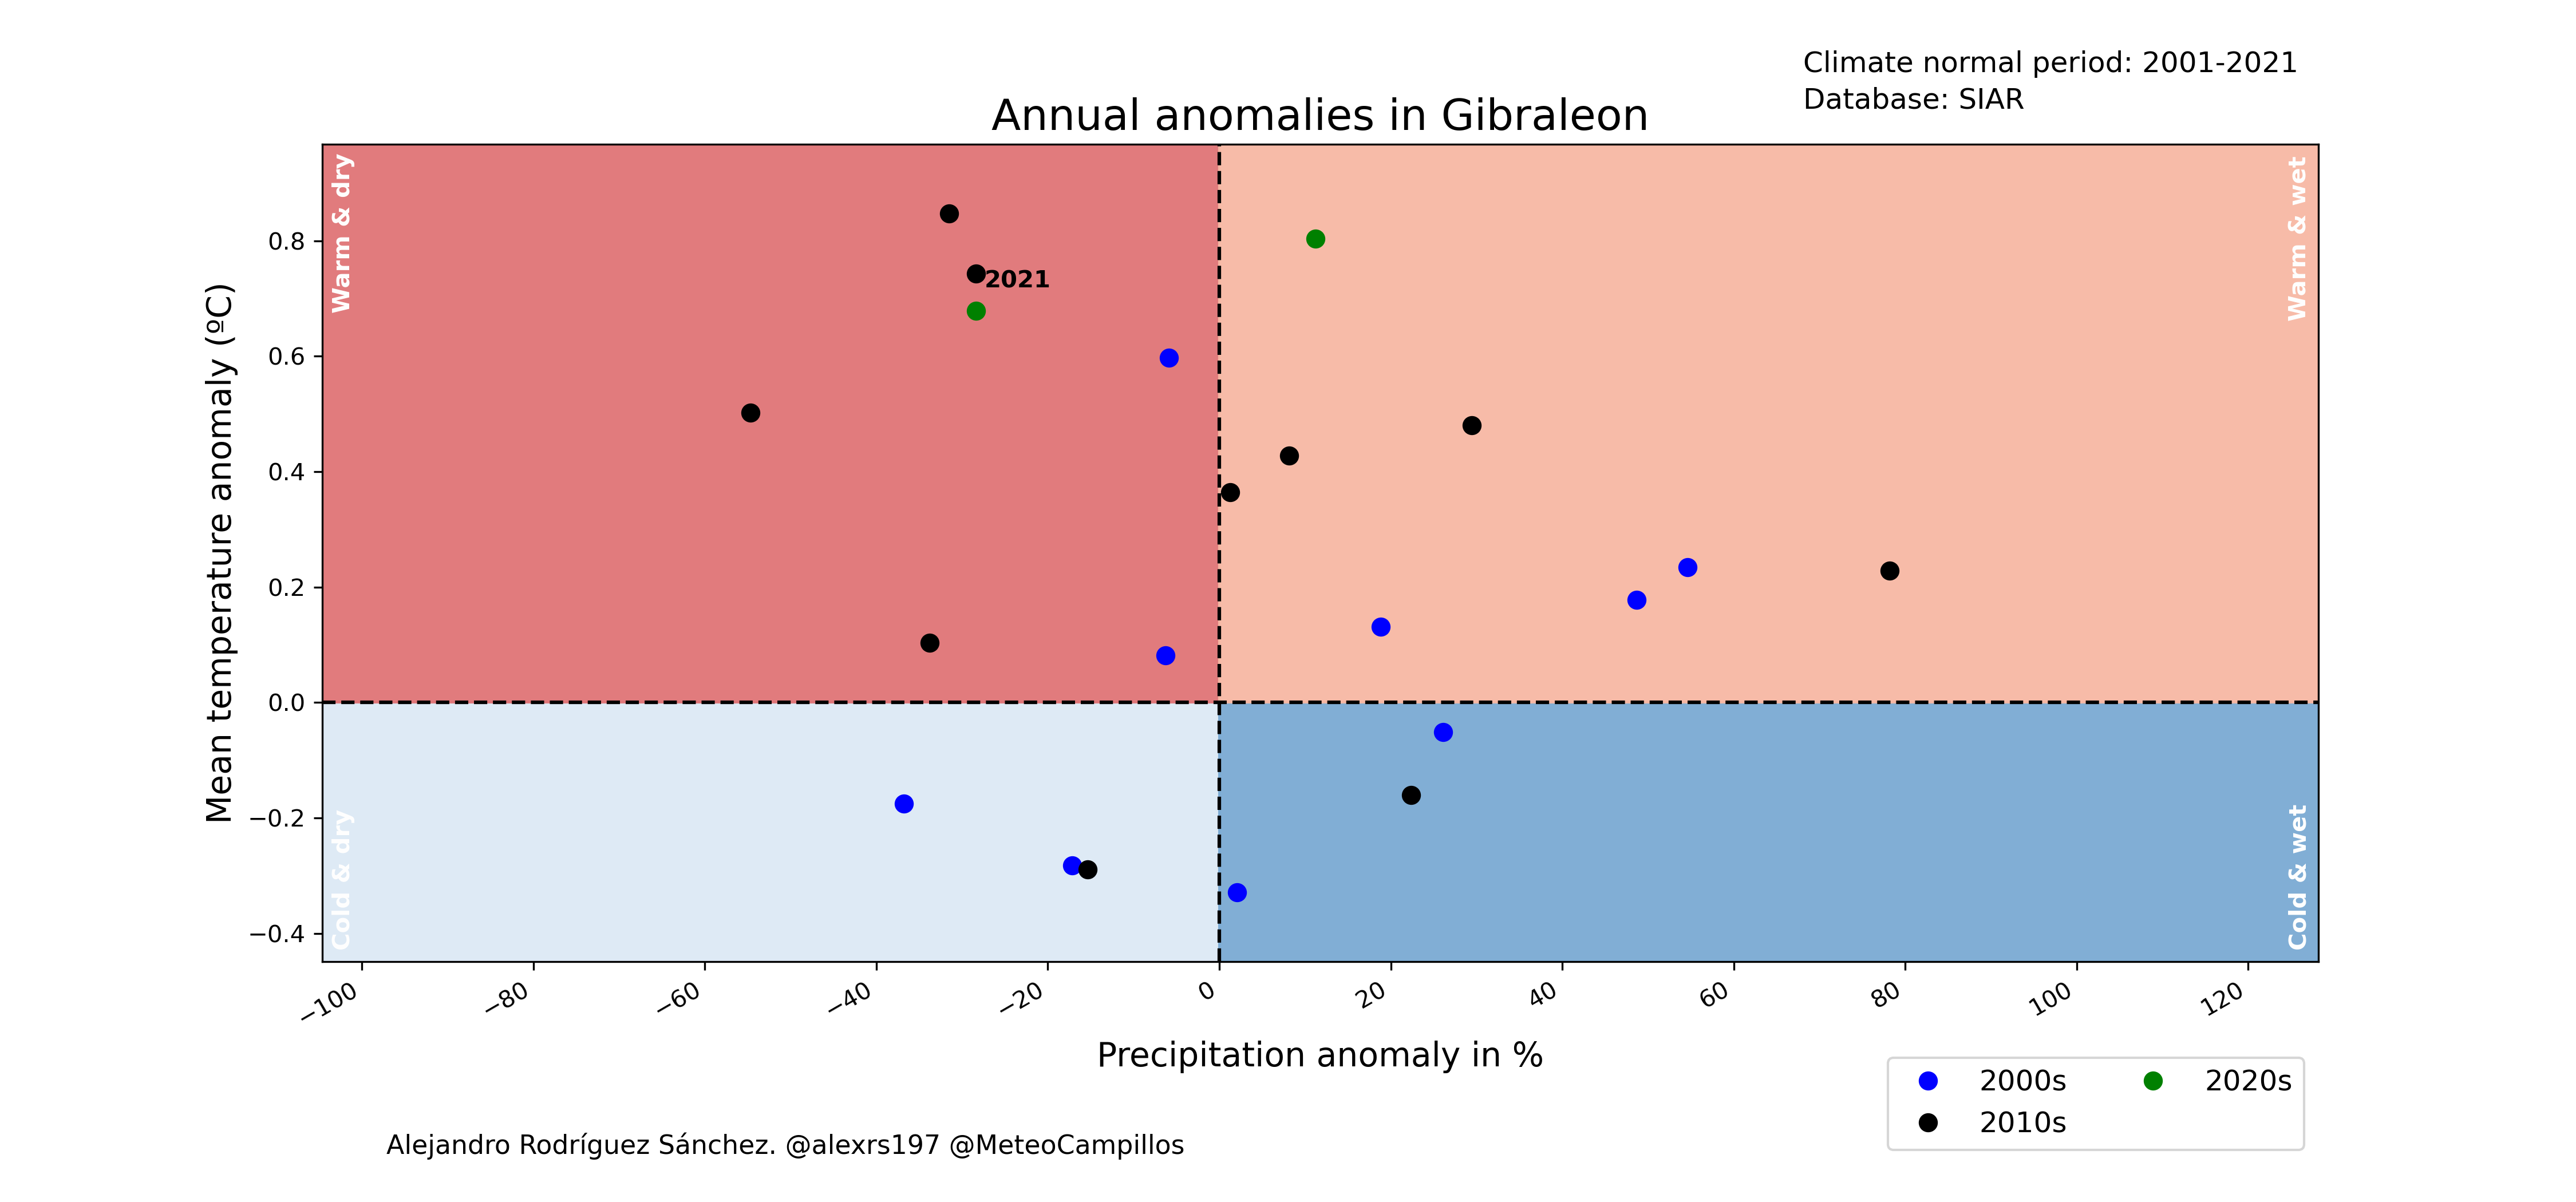 Climate normal period: 2001-2021
Database: SIAR
Annual anomalies in Gibraleon
Warm & dry
Warm & wet
2021
Cold & dry
Cold & wet
Mean temperature anomaly (ºC)
0.8
0.6
0.4
0.2
0.0
−0.2
−0.4
−100
−80
−60
−40
−20
0
20
40
60
80
100
120
Precipitation anomaly in %
2000s
2010s
2020s
Alejandro Rodríguez Sánchez. @alexrs197 @MeteoCampillos